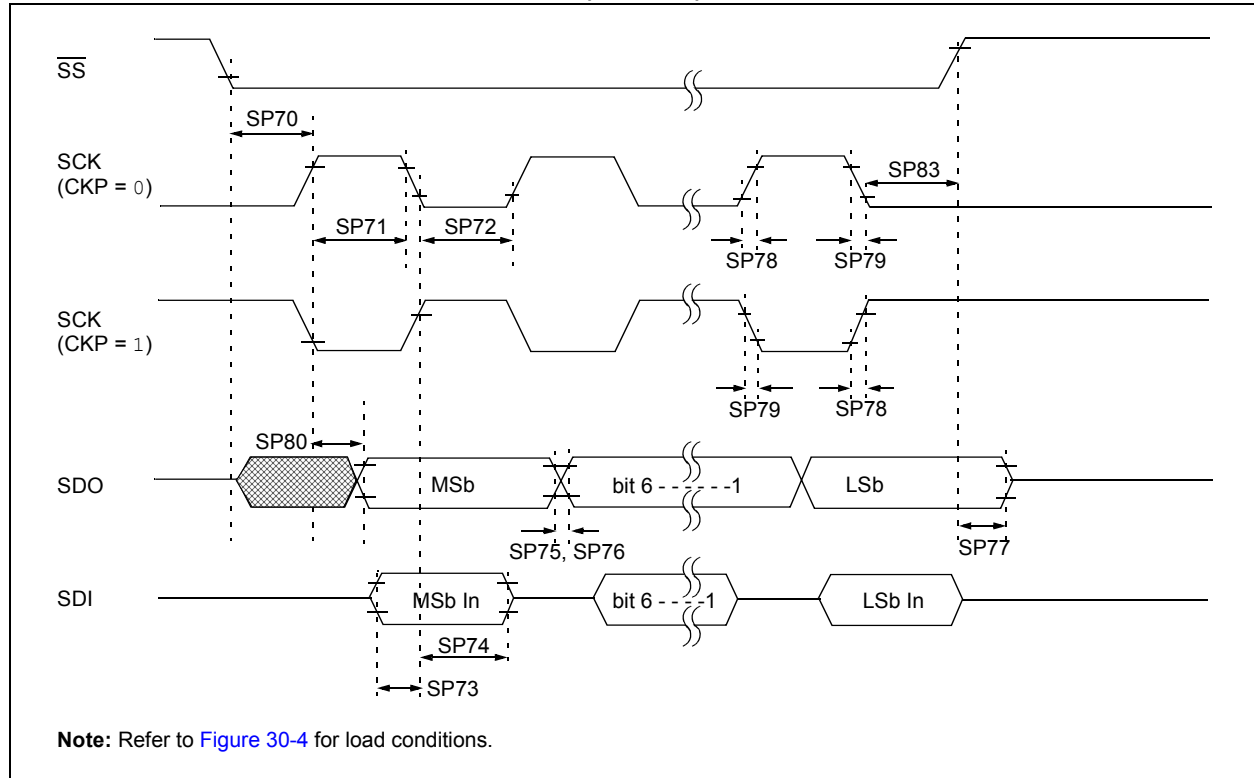 SS
SP70
SCK
(CKP = 0)
SP83
SP71
SP72
SP78
SP79
SCK
(CKP = 1)
SP79
SP78
SP80
SDO
MSb
bit 6 - - - - - -1
LSb
SP75, SP76
SP77
SDI
MSb In
bit 6 - - - -1
LSb In
SP74
SP73
Note: Refer to Figure 30-4 for load conditions.